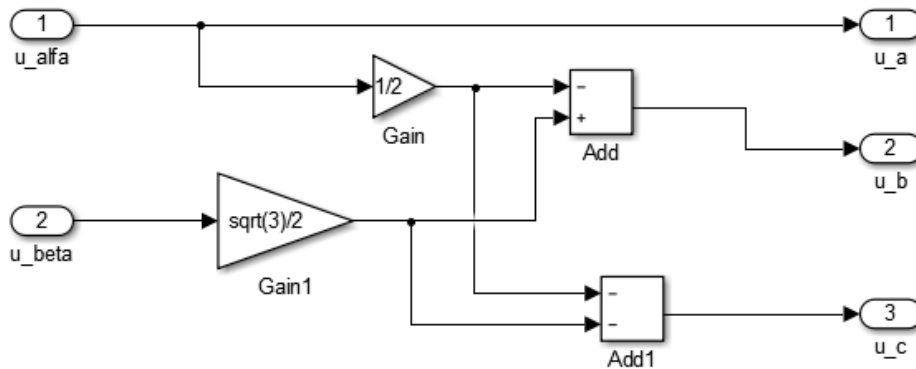 1
1
u_alfa
u_a
1/2
−
+
Gain
Add
2
u_b
2
sqrt(3)/2
u_beta
Gain1
−
−
3
Add1
u_c